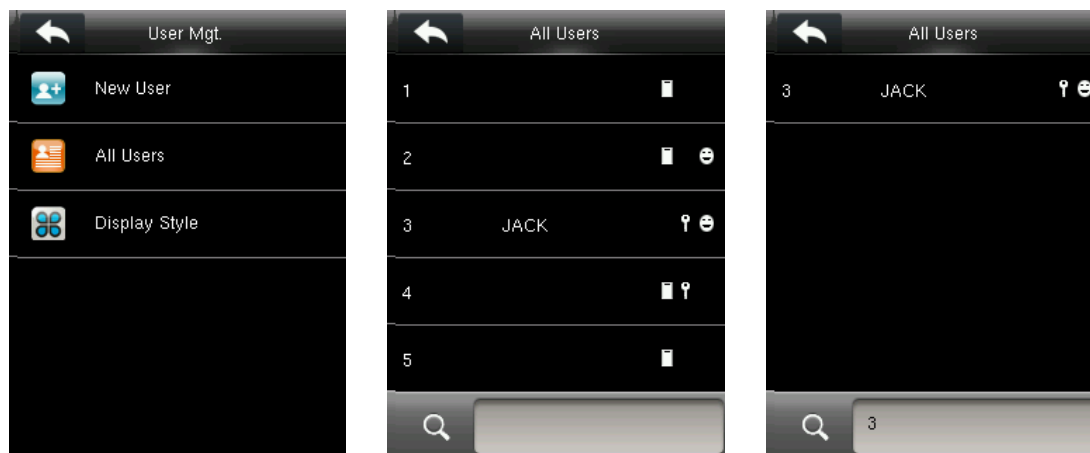 User Mgt.
New User
All Users
Display Style
All Users
1
2
3 JACK
4
5
All Users
3 JACK
3